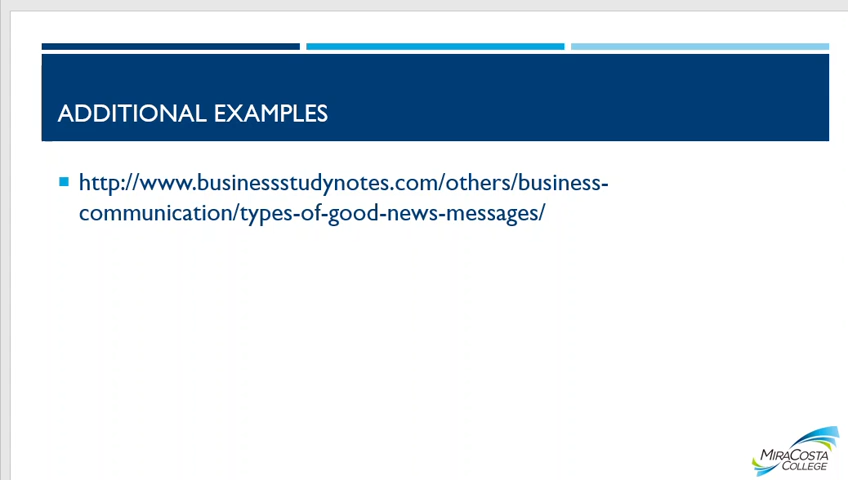 ADDITIONAL EXAMPLES
http://www.businessstudynotes.com/others/business-
communication/types-of-good-news-messages/
MIRACOSTA
COLLEGE